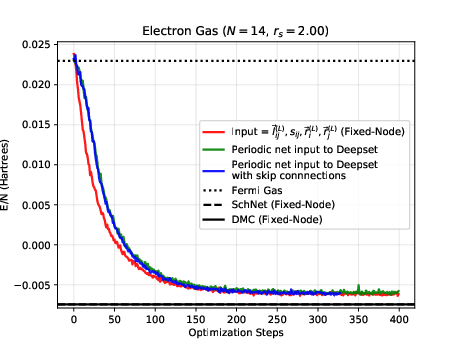 Electron Gas (N = 14, r_s = 2.00)
0.025
0.020
0.015
0.010
0.005
0.000
−0.005
E/N (Hartrees)
Input = \vec{r}_{ij}^{(L)}, s_{ij}, \vec{r}_i^{(L)}, \vec{r}_j^{(L)} (Fixed-Node)
Periodic net input to Deepset
Periodic net input to Deepset
with skip connnections
Fermi Gas
SchNet (Fixed-Node)
DMC (Fixed-Node)
0 50 100 150 200 250 300 350 400
Optimization Steps